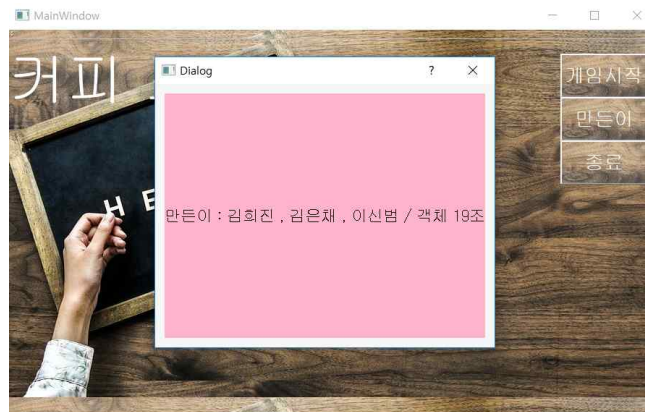 MainWindow
커피
Dialog
?
H E
만든이 : 김희진 , 김은채 , 이신범 / 객체 19조
게임시작
만든이
종료